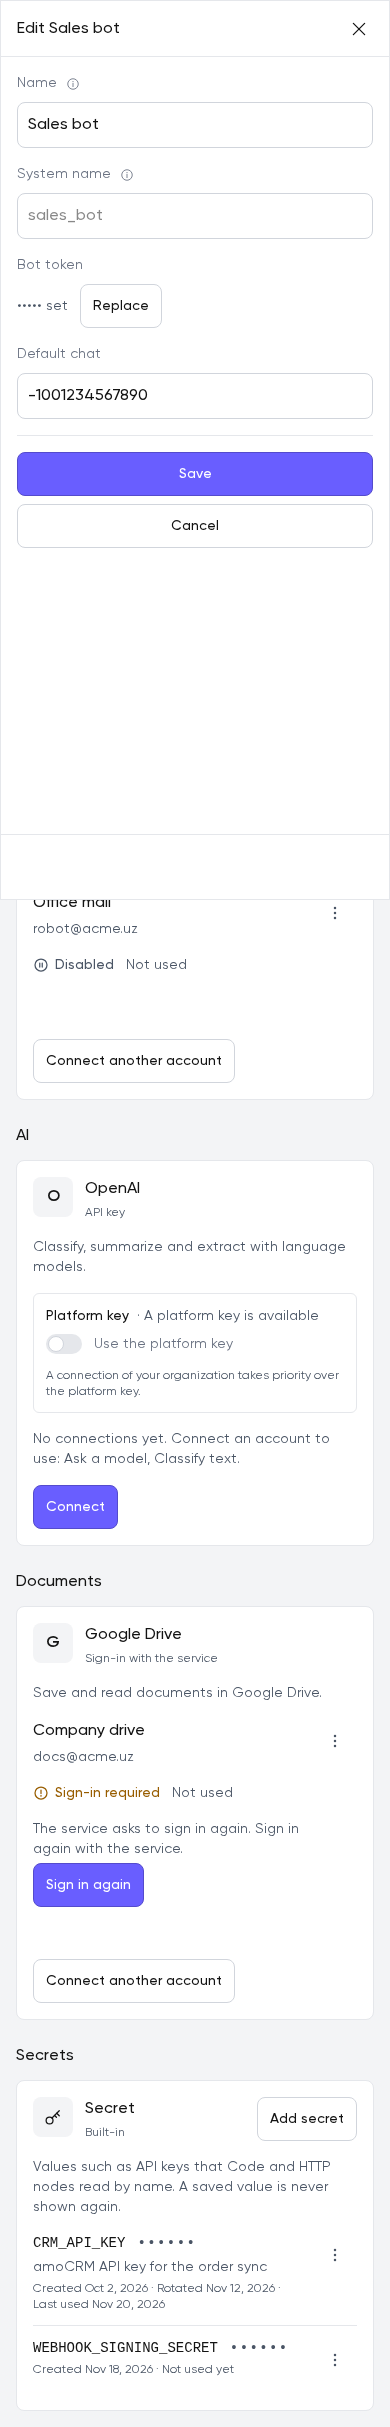 Edit Sales bot
Name
Sales bot
System name
sales_bot
Bot token
••••• set
Replace
Default chat
-1001234567890
Save
Cancel
Office mail
robot@acme.uz
Disabled Not used
Connect another account
AI
O
OpenAI
API key
Classify, summarize and extract with language
models.
Platform key · A platform key is available
Use the platform key
A connection of your organization takes priority over
the platform key.
No connections yet. Connect an account to
use: Ask a model, Classify text.
Connect
Documents
G
Google Drive
Sign-in with the service
Save and read documents in Google Drive.
Company drive
docs@acme.uz
Sign-in required Not used
The service asks to sign in again. Sign in
again with the service.
Sign in again
Connect another account
Secrets
Secret
Built-in
Add secret
Values such as API keys that Code and HTTP
nodes read by name. A saved value is never
shown again.
CRM_API_KEY ••••••
amoCRM API key for the order sync
Created Oct 2, 2026 · Rotated Nov 12, 2026 ·
Last used Nov 20, 2026
WEBHOOK_SIGNING_SECRET ••••••
Created Nov 18, 2026 · Not used yet